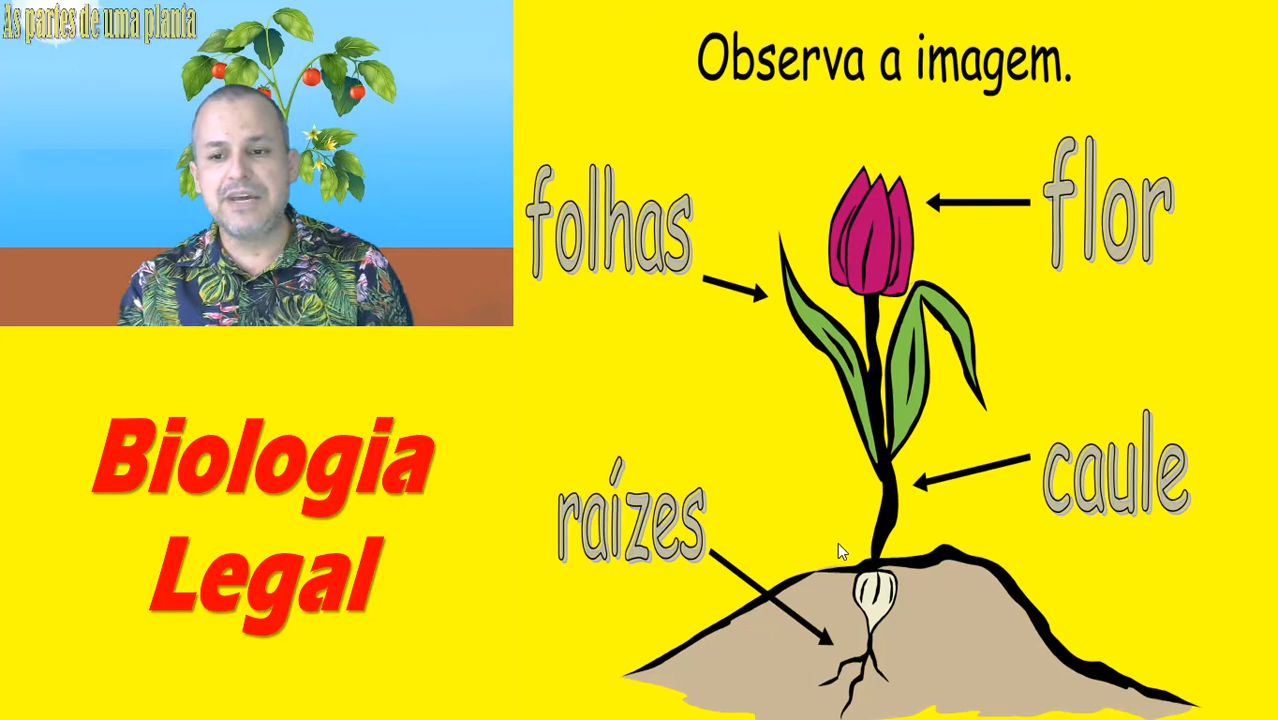 As partes de uma planta
Observa a imagem.
folhas
flor
Biologia
Legal
raízes
caule